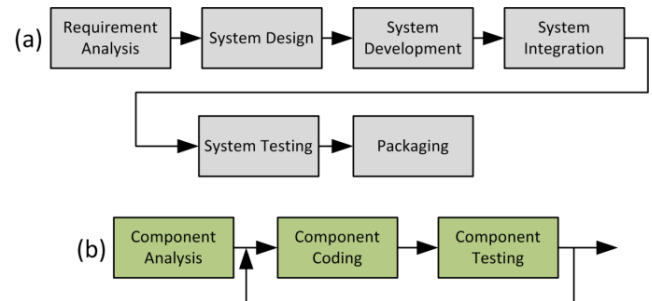 (a)
Requirement
Analysis
System Design
System
Development
System
Integration
System Testing
Packaging
(b)
Component
Analysis
Component
Coding
Component
Testing